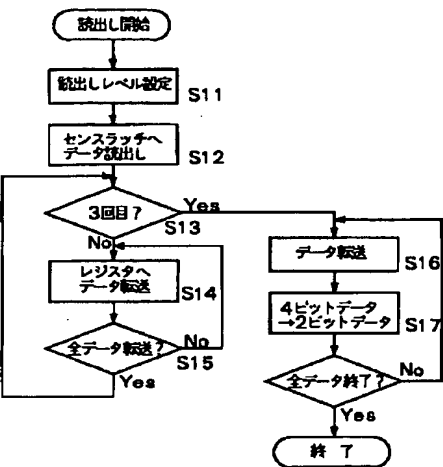 読出し開始
読出しレベル設定
S11
センスラッチへ
データ読出し
S12
3回目?
Yes
S13
No
レジスタへ
データ転送
S14
全データ転送?
No
S15
Yes
データ転送
S16
4ビットデータ
→2ビットデータ
S17
全データ終了?
No
Yes
終 了